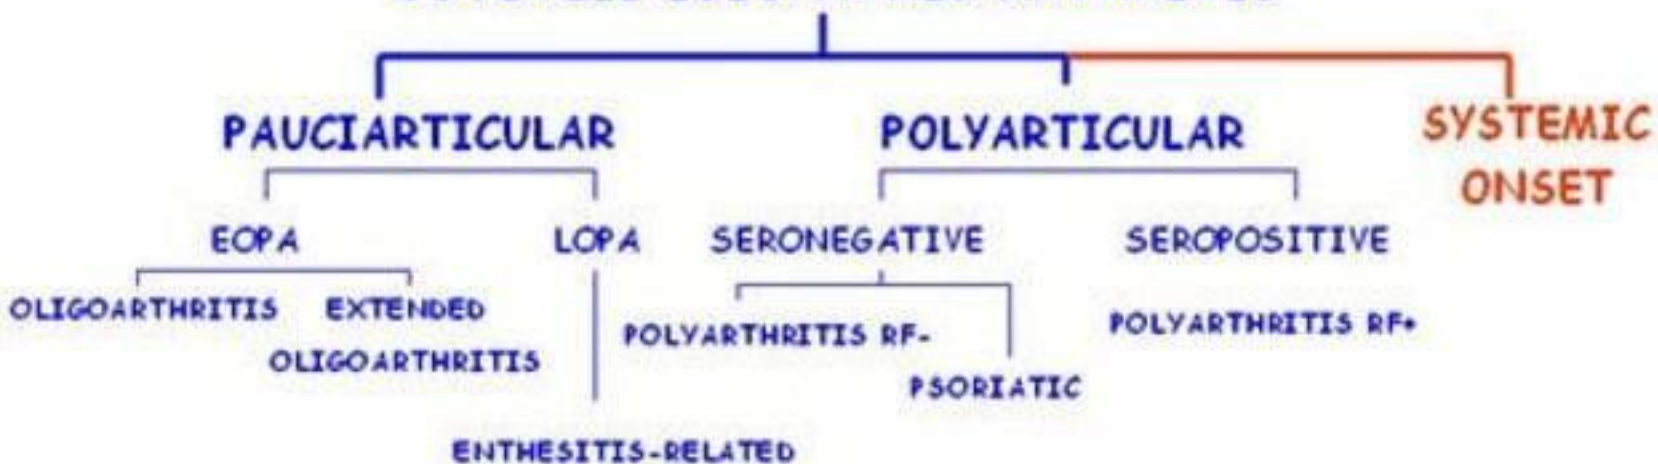 PAUCIARTICULAR POLYARTICULAR SYSTEMIC
ONSET
EOPA LOPA SERONEGATIVE SEROPOSITIVE
OLIGOARTHRITIS EXTENDED
OLIGOARTHRITIS
POLYARTHRITIS RF- POLYARTHRITIS RF+
PSORIATIC
ENTHESITIS-RELATED